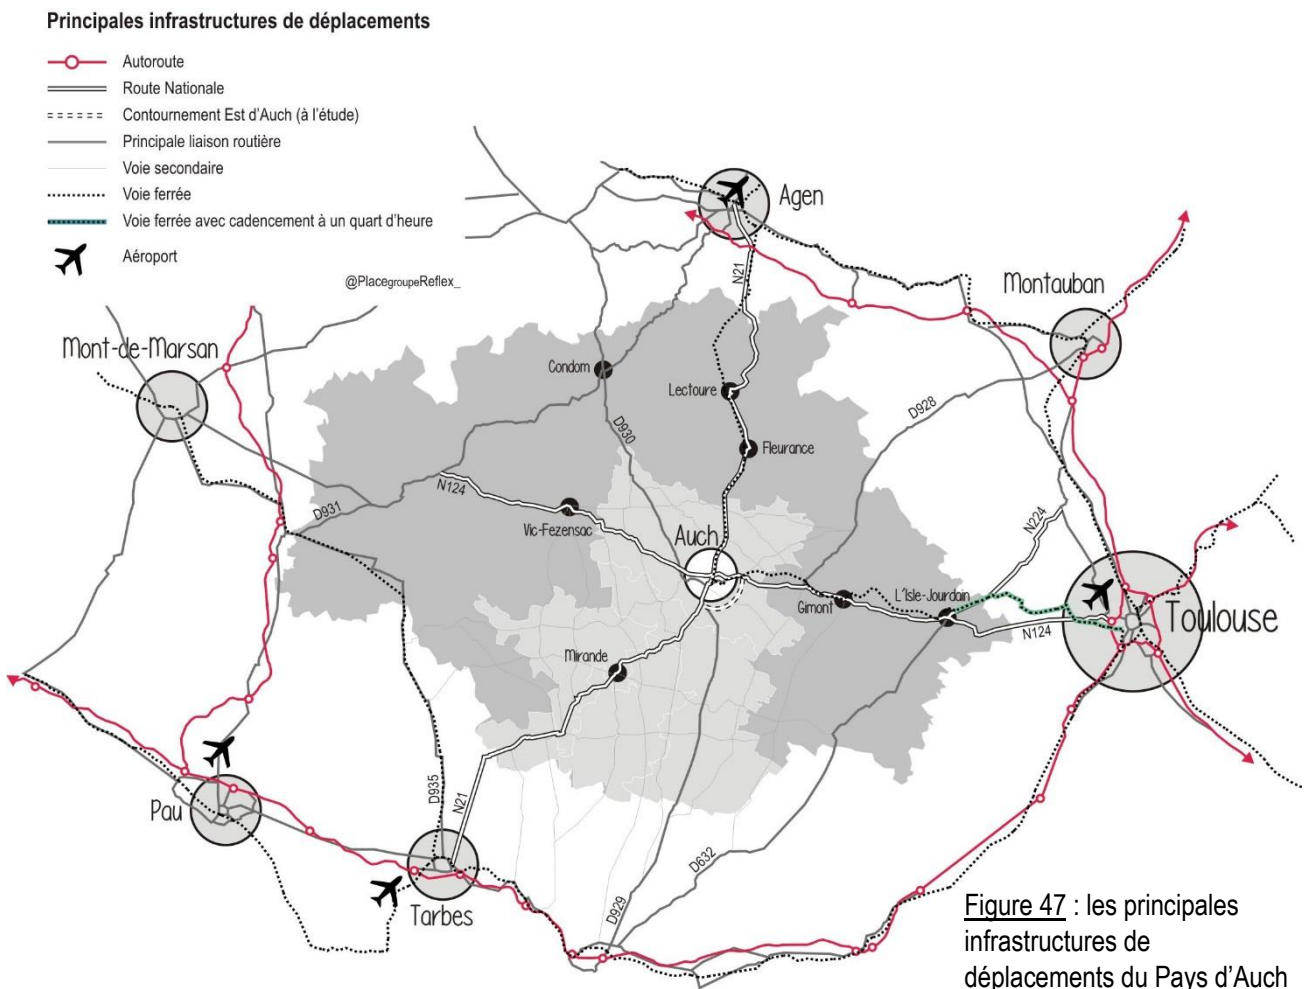 Principales infrastructures de déplacements
Autoroute
Route Nationale
Contournement Est d'Auch (à l'étude)
Principale liaison routière
Voie secondaire
Voie ferrée
Voie ferrée avec cadencement à un quart d'heure
Aéroport
@PlacegroupeReflex_
Agen
N21
Montauban
Mont-de-Marsan
Condom
Lectoure
D928
D930
Fleurance
N124
D931
Vic-Fezensac
Auch
N224
Gimont
L'Isle-Jourdain
N124
Toulouse
Mirande
D935
N21
Pau
D632
D929
Tarbes
Figure 47 : les principales
infrastructures de
déplacements du Pays d'Auch